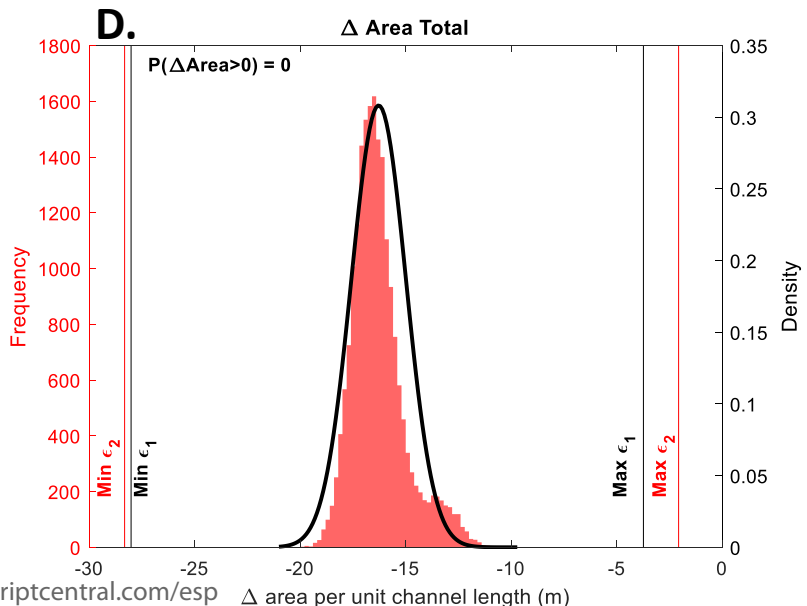 D.
Δ Area Total
P(ΔArea>0) = 0
1800
1600
1400
1200
1000
800
600
400
200
0
Frequency
0.35
0.3
0.25
0.2
0.15
0.1
0.05
0
Density
Min ϵ2
Min ϵ1
Max ϵ1
Max ϵ2
-30
-25
-20
-15
-10
-5
0
riptcentral.com/esp
Δ area per unit channel length (m)